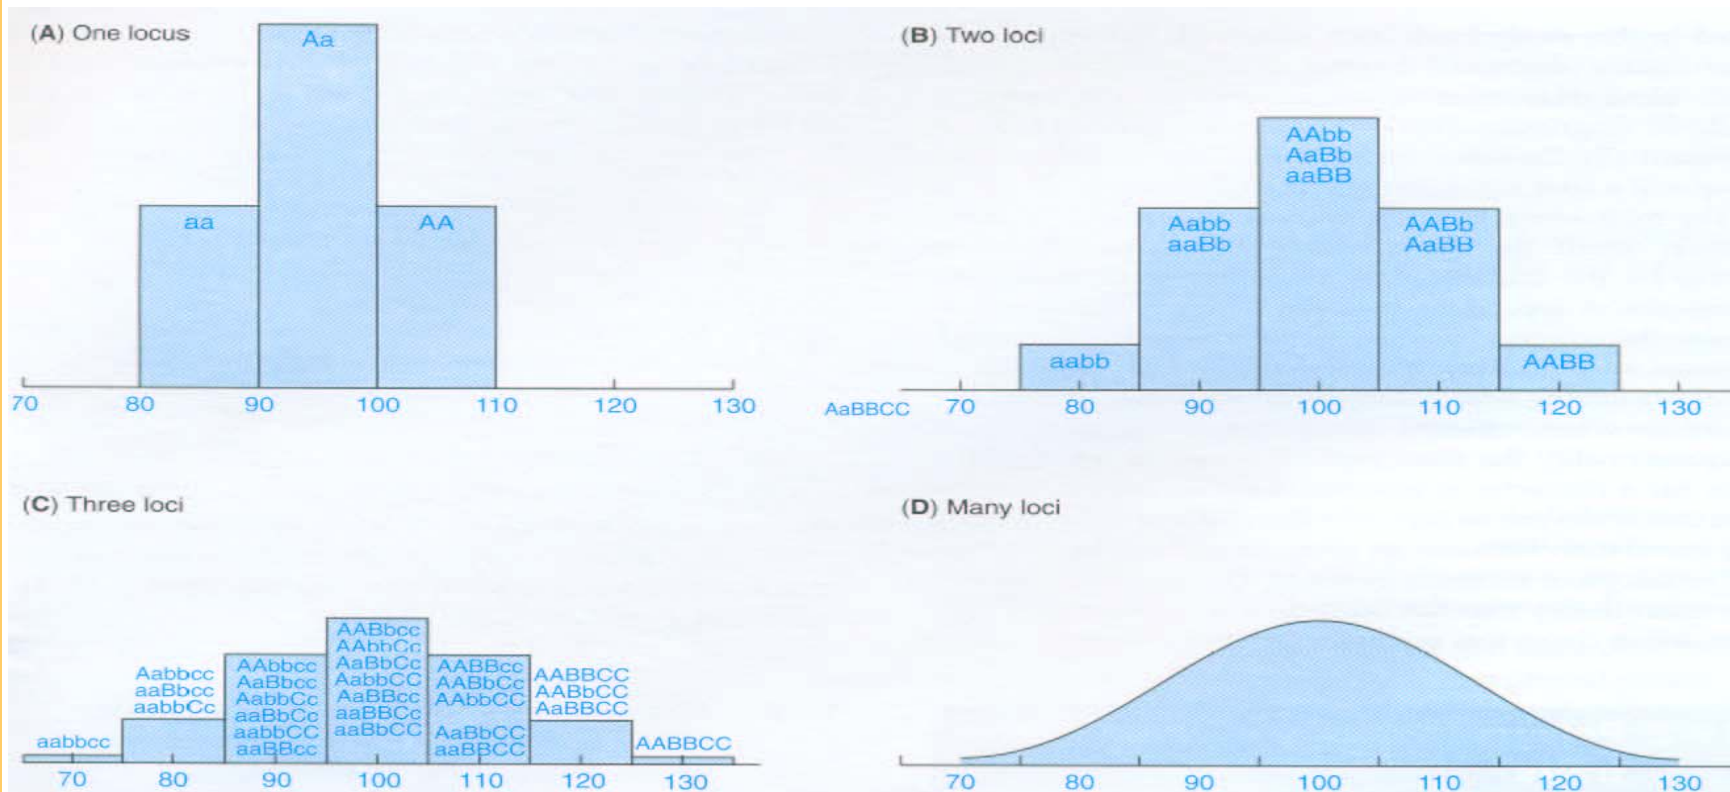 (A) One locus
Aa
aa
AA
70 80 90 100 110 120 130
(B) Two loci
AAbb
AaBb
aaBB
Aabb
aaBb
AABb
AaBB
aabb
AABB
AaBBCC
70 80 90 100 110 120 130
(C) Three loci
aabbcc
Aabbcc
aaBbcc
aabbCc
AAbbcc
AaBbcc
AabbCc
aaBbCc
aabbCC
aaBBcc
AABbcc
AAbbCc
AaBbCc
AabbCC
AaBBcc
aaBBCc
aaBbCC
AABBcc
AABbCc
AAbbCC
AaBbCC
aaBBCC
AABBCC
AABbCC
AaBBCC
AABBCC
70 80 90 100 110 120 130
(D) Many loci
70 80 90 100 110 120 130